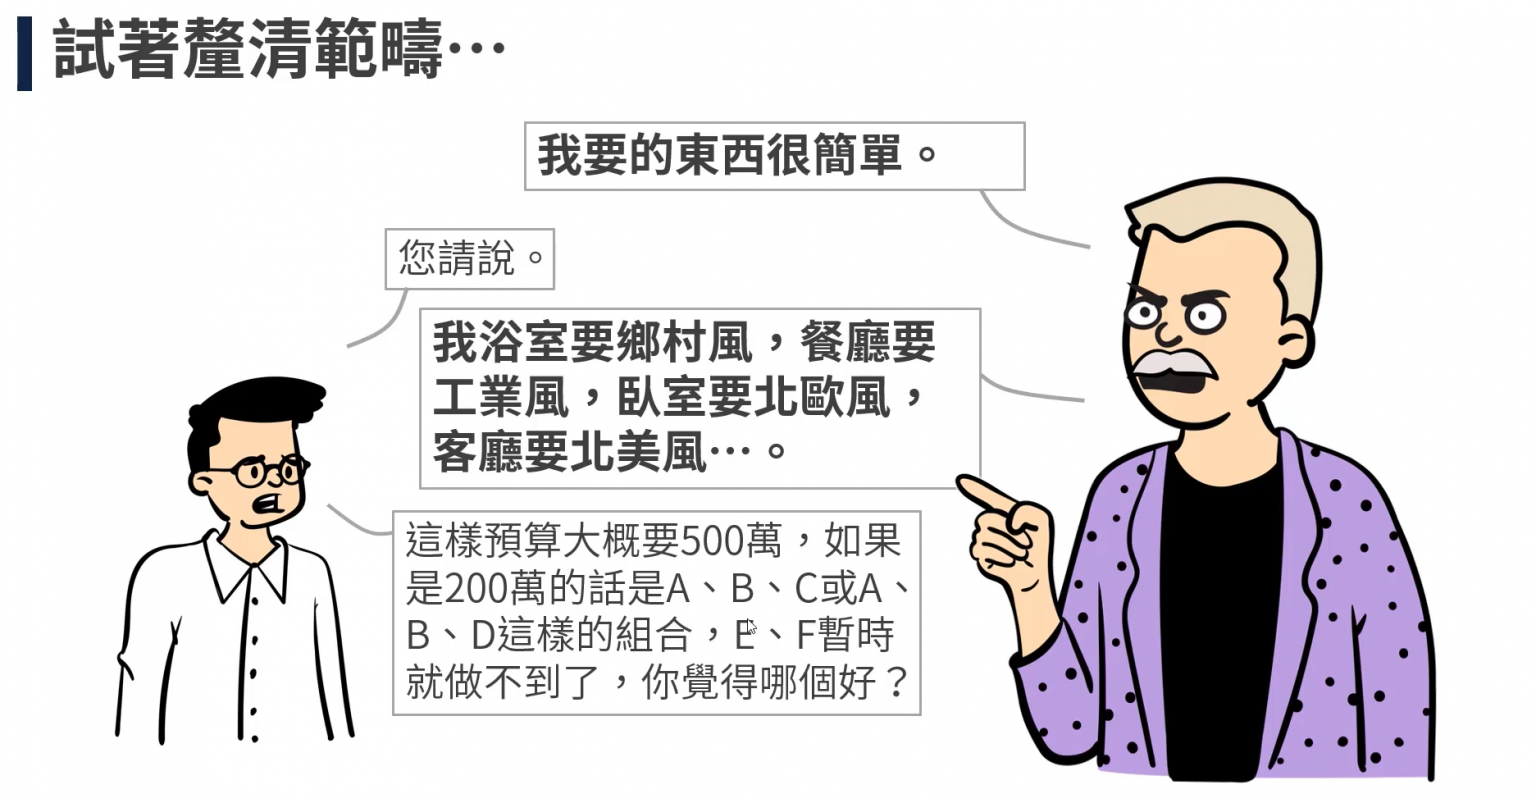 試著釐清範疇…
我要的東西很簡單。
您請說。
我浴室要鄉村風，餐廳要
工業風，臥室要北歐風，
客廳要北美風…。
這樣預算大概要500萬，如果
是200萬的話是A、B、C或A、
B、D這樣的組合，E、F暫時
就做不到了，你覺得哪個好？